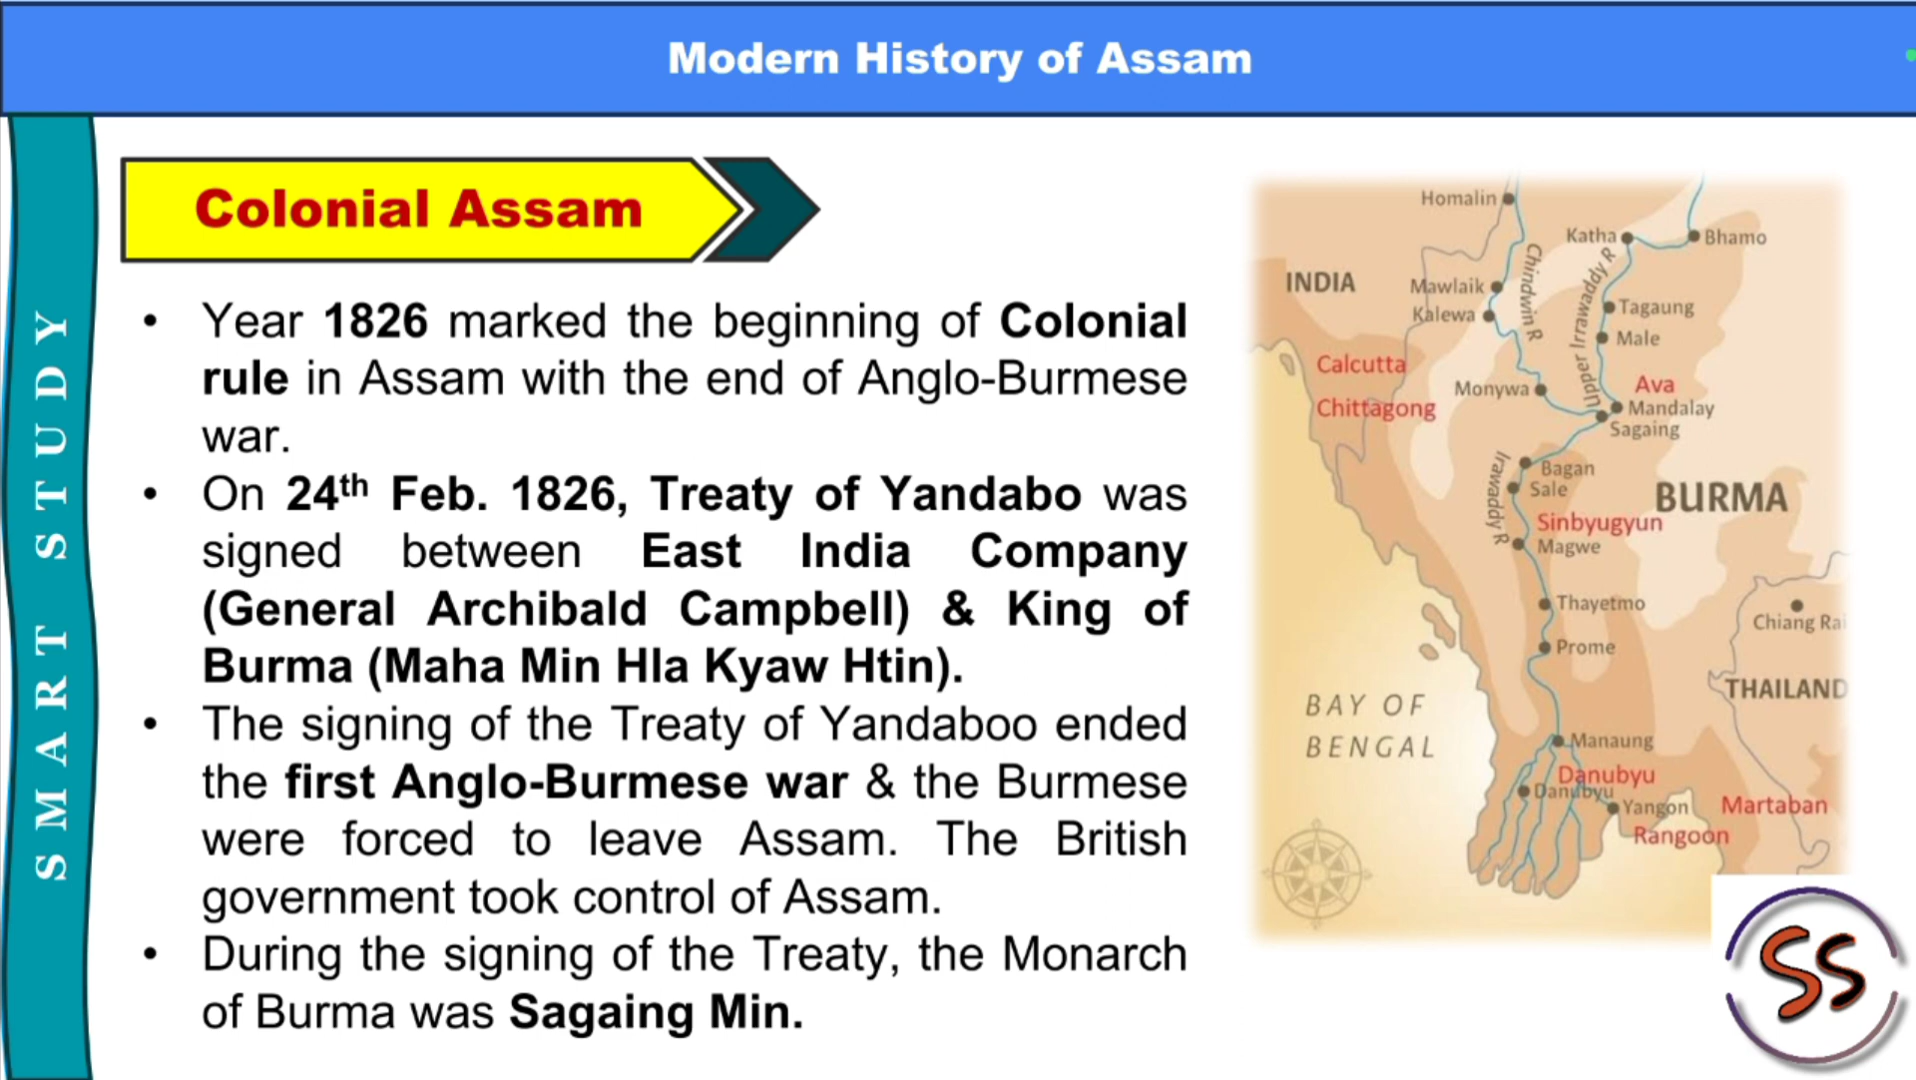 Modern History of Assam
SMART STUDY
Colonial Assam
• Year 1826 marked the beginning of Colonial
rule in Assam with the end of Anglo-Burmese
war.
• On 24th Feb. 1826, Treaty of Yandabo was
signed between East India Company
(General Archibald Campbell) & King of
Burma (Maha Min Hla Kyaw Htin).
• The signing of the Treaty of Yandaboo ended
the first Anglo-Burmese war & the Burmese
were forced to leave Assam. The British
government took control of Assam.
• During the signing of the Treaty, the Monarch
of Burma was Sagaing Min.
Homalin
Katha
Bhamo
INDIA
Mawlaik
Chindwin R
Upper Irrawaddy R
Kalewa
Tagaung
Male
Calcutta
Monywa
Ava
Chittagong
Mandalay
Sagaing
Bagan
Sale
Irawaddy R
BURMA
Sinbyugyun
Magwe
Thayetmo
Chiang Rai
Prome
THAILAND
BAY OF
BENGAL
Manaung
Danubyu
Danubyu
Yangon
Martaban
Rangoon
SS